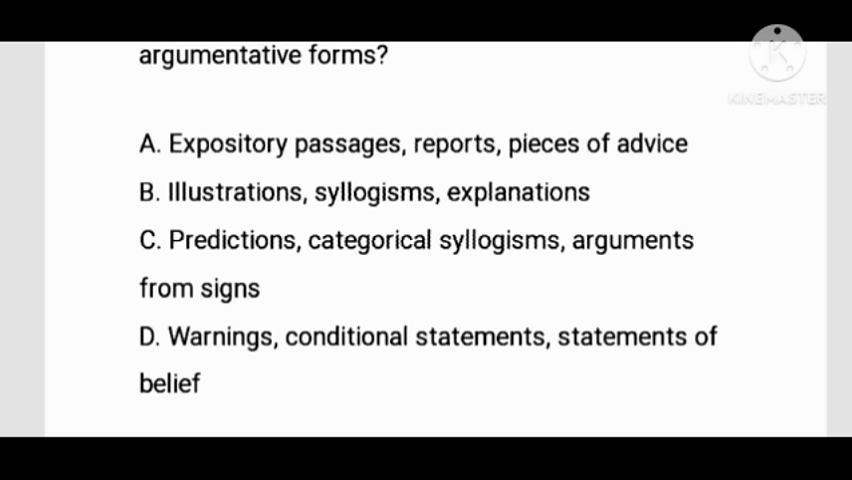 argumentative forms?
KINEMASTER
A. Expository passages, reports, pieces of advice
B. Illustrations, syllogisms, explanations
C. Predictions, categorical syllogisms, arguments
from signs
D. Warnings, conditional statements, statements of
belief